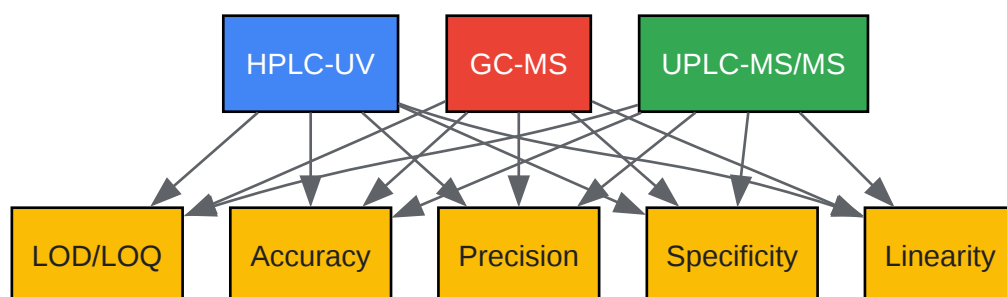 HPLC-UV
GC-MS
UPLC-MS/MS
LOD/LOQ
Accuracy
Precision
Specificity
Linearity